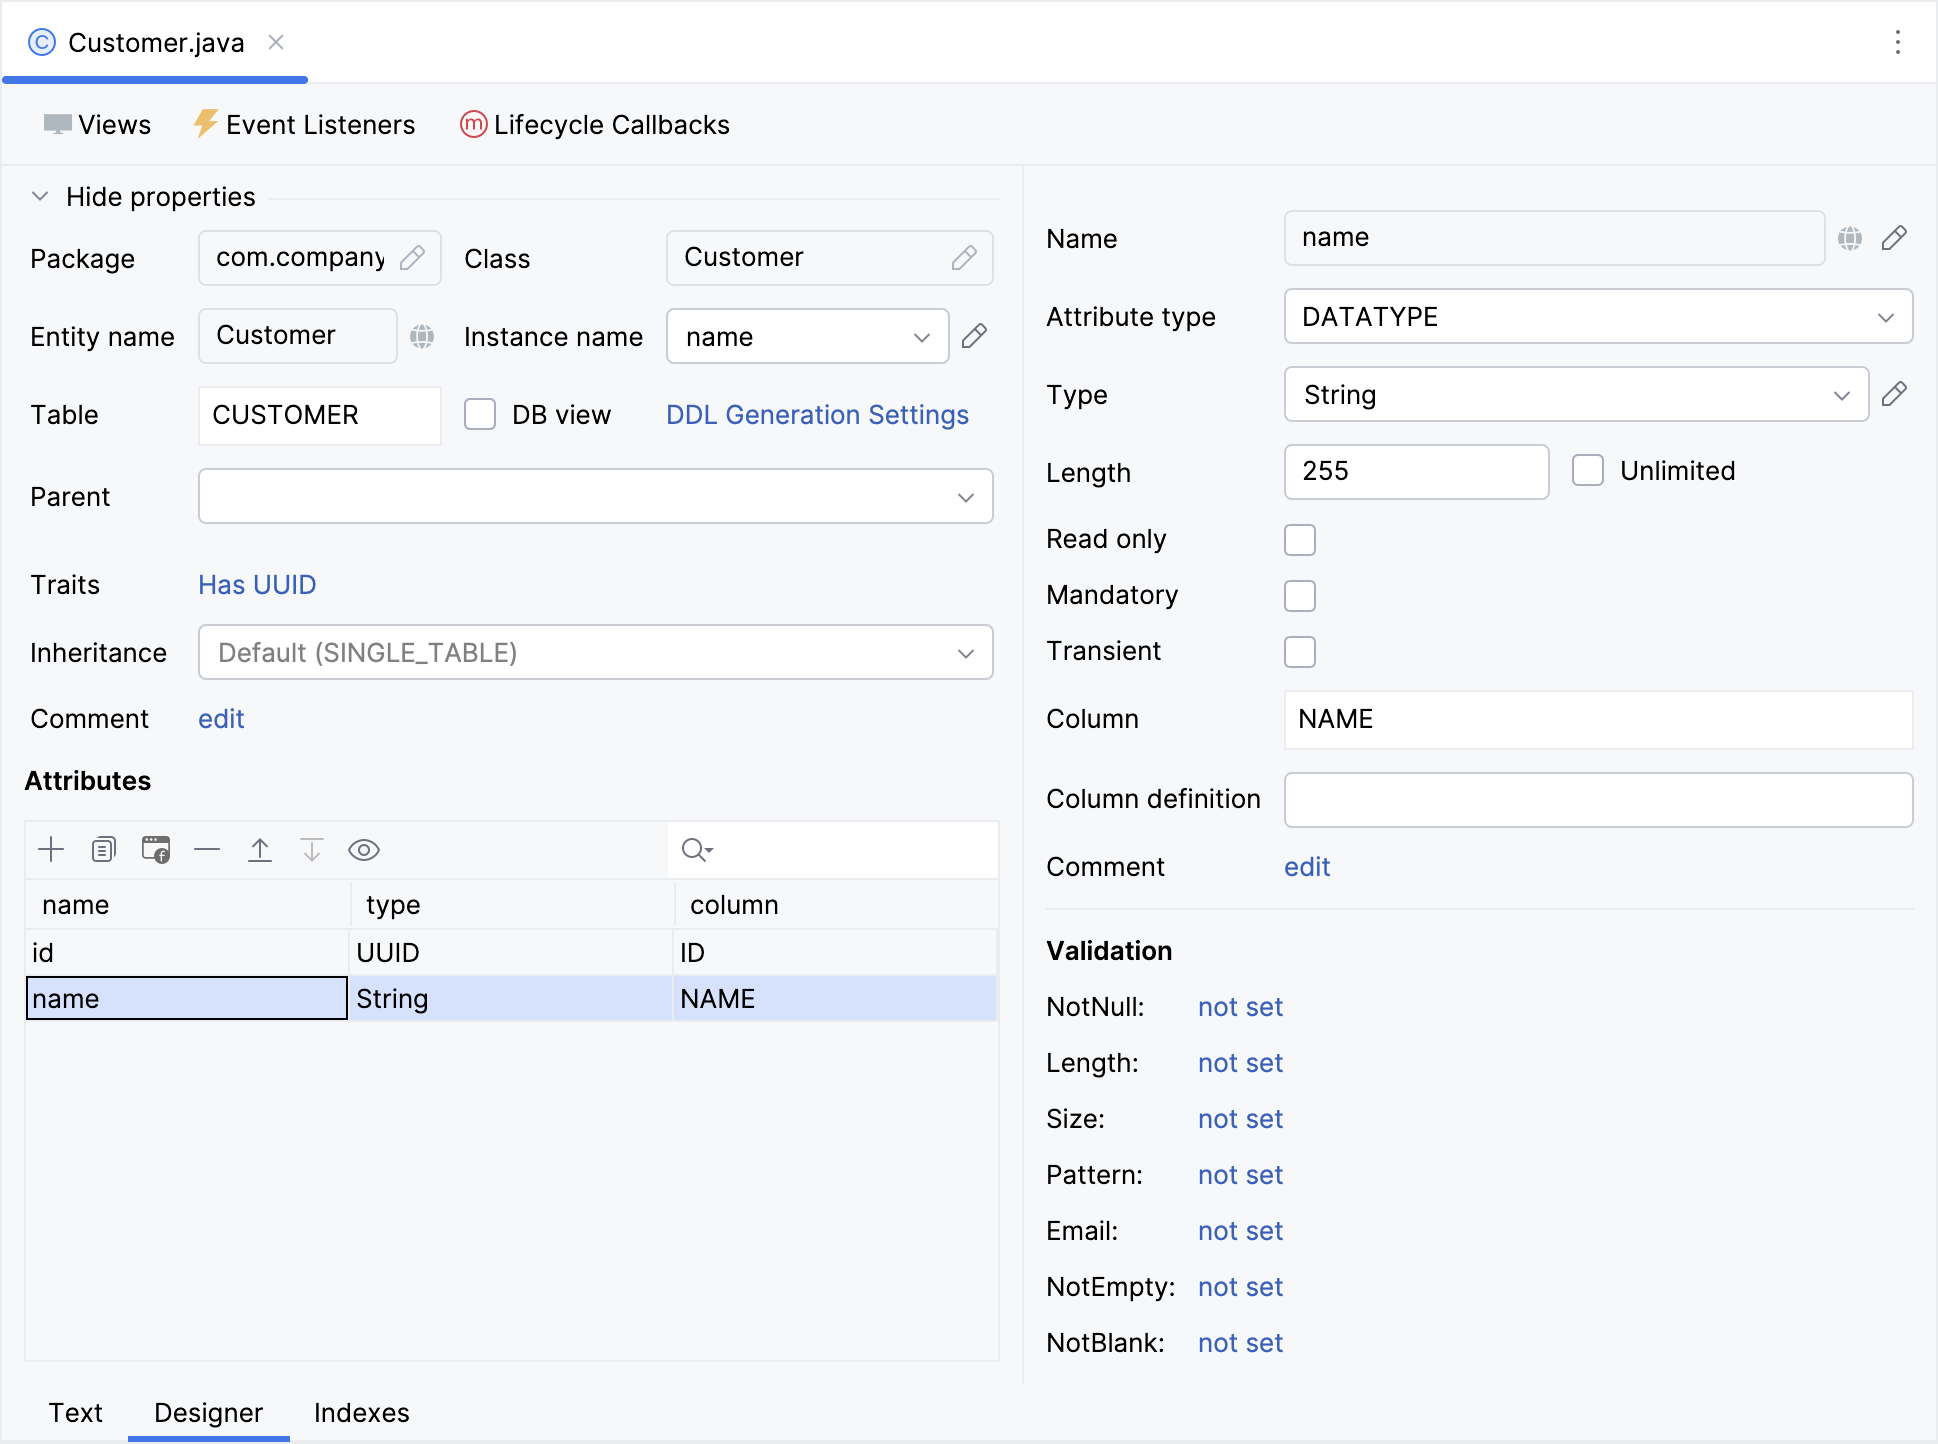 Customer.java
Views Event Listeners Lifecycle Callbacks
Hide properties
Package com.company Class Customer
Entity name Customer Instance name name
Table CUSTOMER DB view DDL Generation Settings
Parent
Traits Has UUID
Inheritance Default (SINGLE_TABLE)
Comment edit
Attributes
name type column
id UUID ID
name String NAME
Name name
Attribute type DATATYPE
Type String
Length 255 Unlimited
Read only
Mandatory
Transient
Column NAME
Column definition
Comment edit
Validation
NotNull: not set
Length: not set
Size: not set
Pattern: not set
Email: not set
NotEmpty: not set
NotBlank: not set
Text Designer Indexes